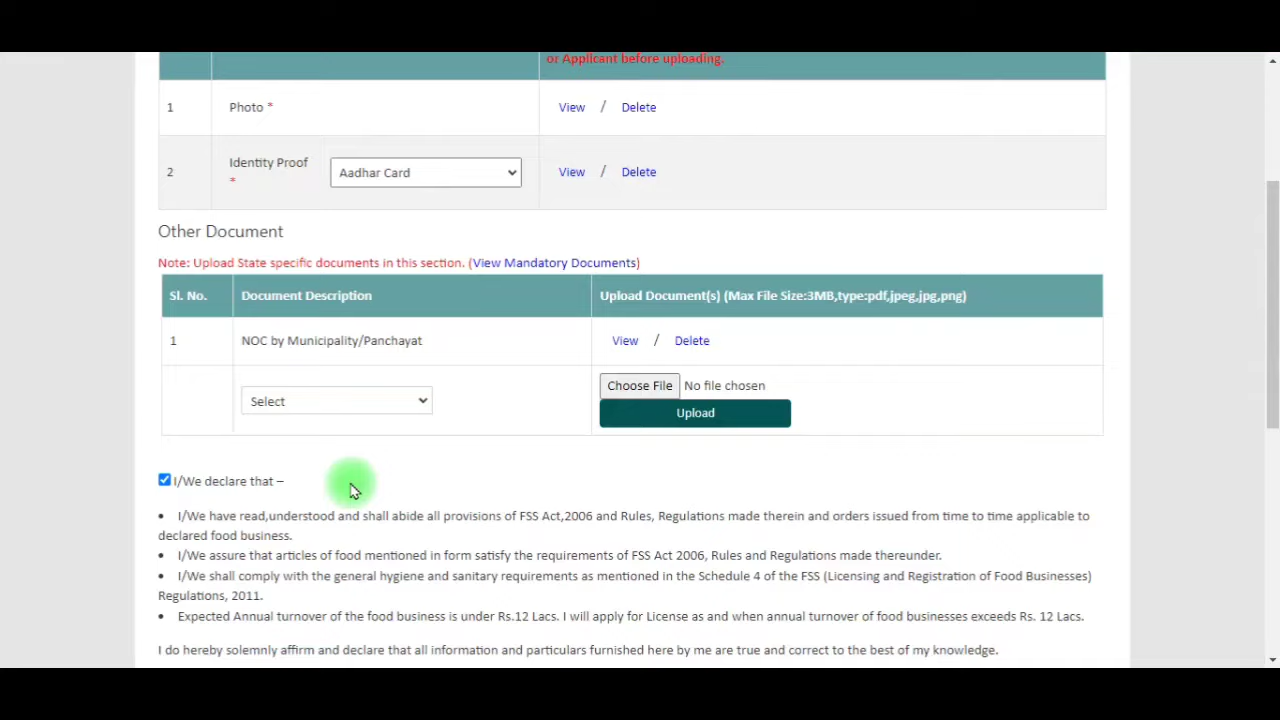 or Applicant before uploading.
1 Photo * View / Delete
2 Identity Proof * Aadhar Card View / Delete
Other Document
Note: Upload State specific documents in this section. (View Mandatory Documents)
Sl. No. Document Description Upload Document(s) (Max File Size:3MB,type:pdf,jpeg,jpg,png)
1 NOC by Municipality/Panchayat View / Delete
Select Choose File No file chosen
Upload
I/We declare that –
• I/We have read,understood and shall abide all provisions of FSS Act,2006 and Rules, Regulations made therein and orders issued from time to time applicable to
declared food business.
• I/We assure that articles of food mentioned in form satisfy the requirements of FSS Act 2006, Rules and Regulations made thereunder.
• I/We shall comply with the general hygiene and sanitary requirements as mentioned in the Schedule 4 of the FSS (Licensing and Registration of Food Businesses)
Regulations, 2011.
• Expected Annual turnover of the food business is under Rs.12 Lacs. I will apply for License as and when annual turnover of food businesses exceeds Rs. 12 Lacs.
I do hereby solemnly affirm and declare that all information and particulars furnished here by me are true and correct to the best of my knowledge.